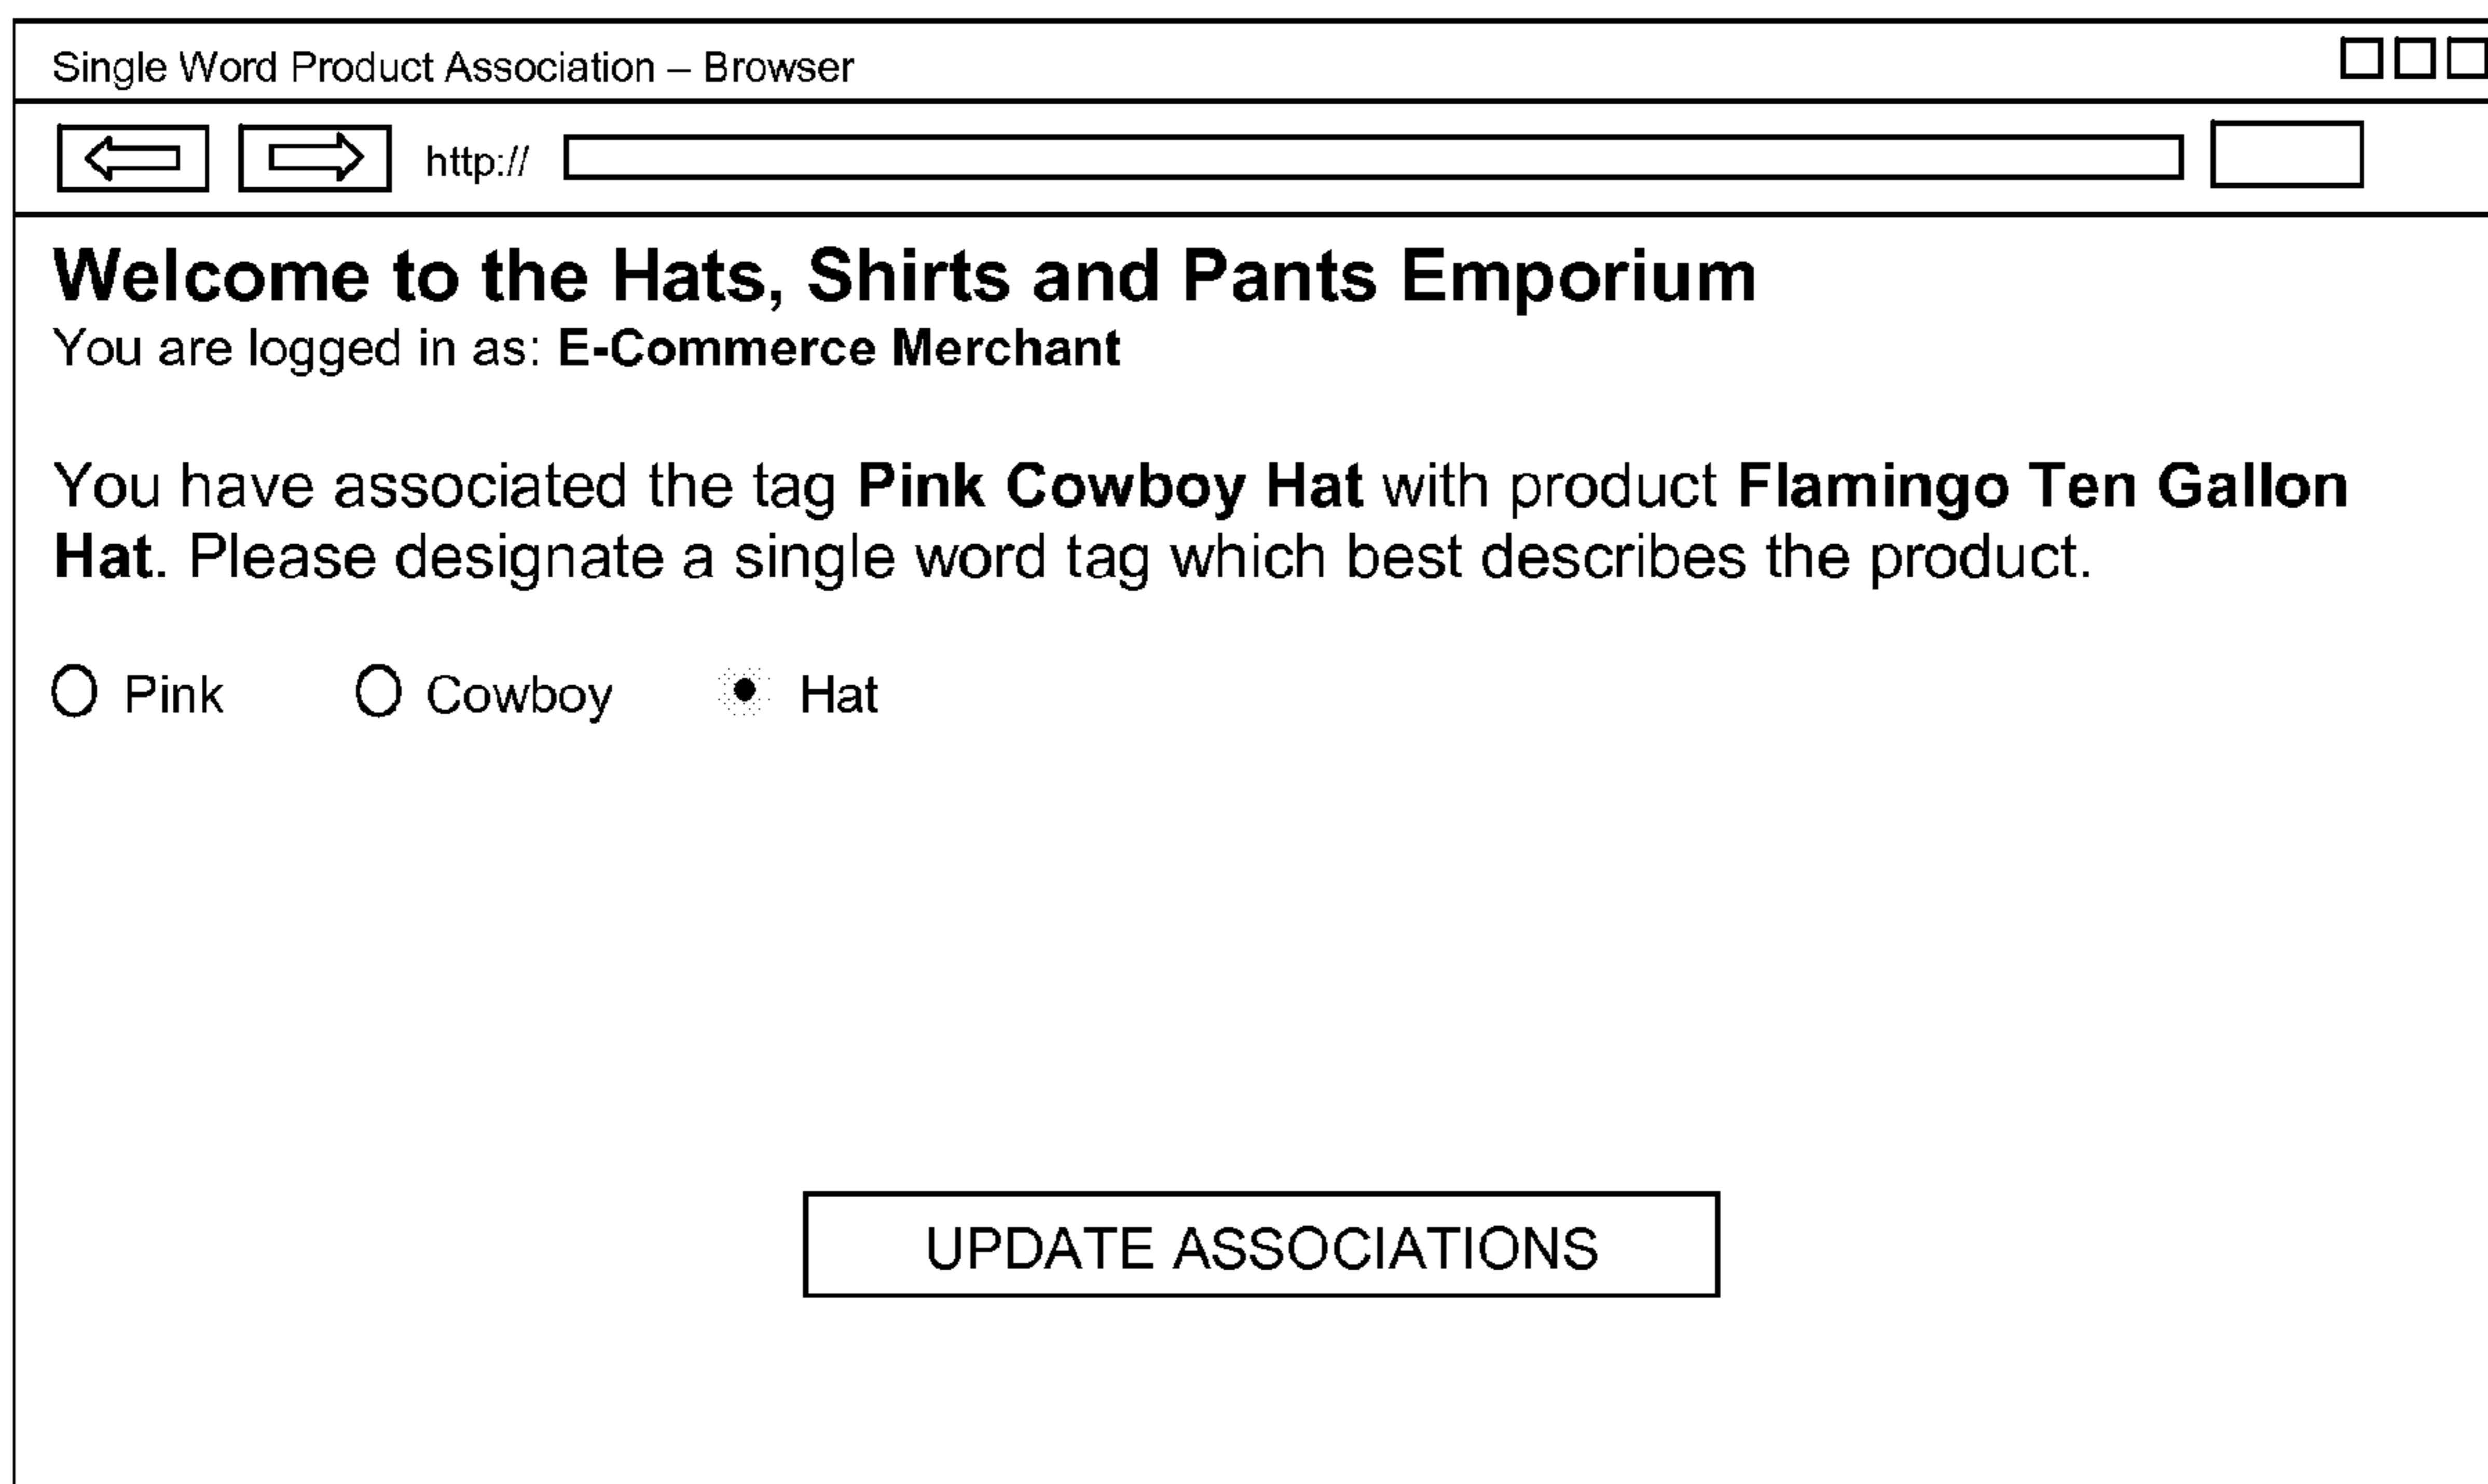 Single Word Product Association – Browser
http://
Welcome to the Hats, Shirts and Pants Emporium
You are logged in as: E-Commerce Merchant
You have associated the tag Pink Cowboy Hat with product Flamingo Ten Gallon
Hat. Please designate a single word tag which best describes the product.
Pink Cowboy Hat
UPDATE ASSOCIATIONS